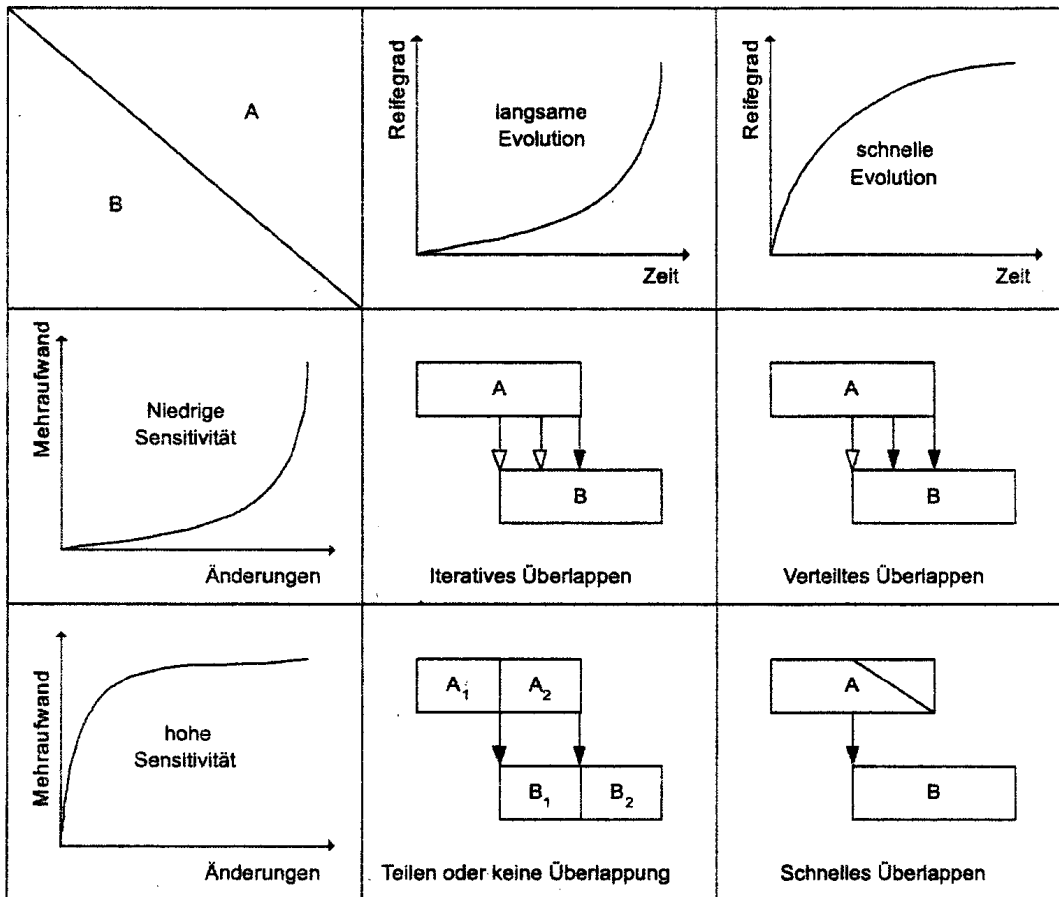 A
B
Reifegrad
langsame
Evolution
Zeit
Reifegrad
schnelle
Evolution
Zeit
Mehraufwand
Niedrige
Sensitivität
Änderungen
A
B
Iteratives Überlappen
A
B
Verteiltes Überlappen
Mehraufwand
hohe
Sensitivität
Änderungen
A₁ A₂
B₁ B₂
Teilen oder keine Überlappung
A
B
Schnelles Überlappen